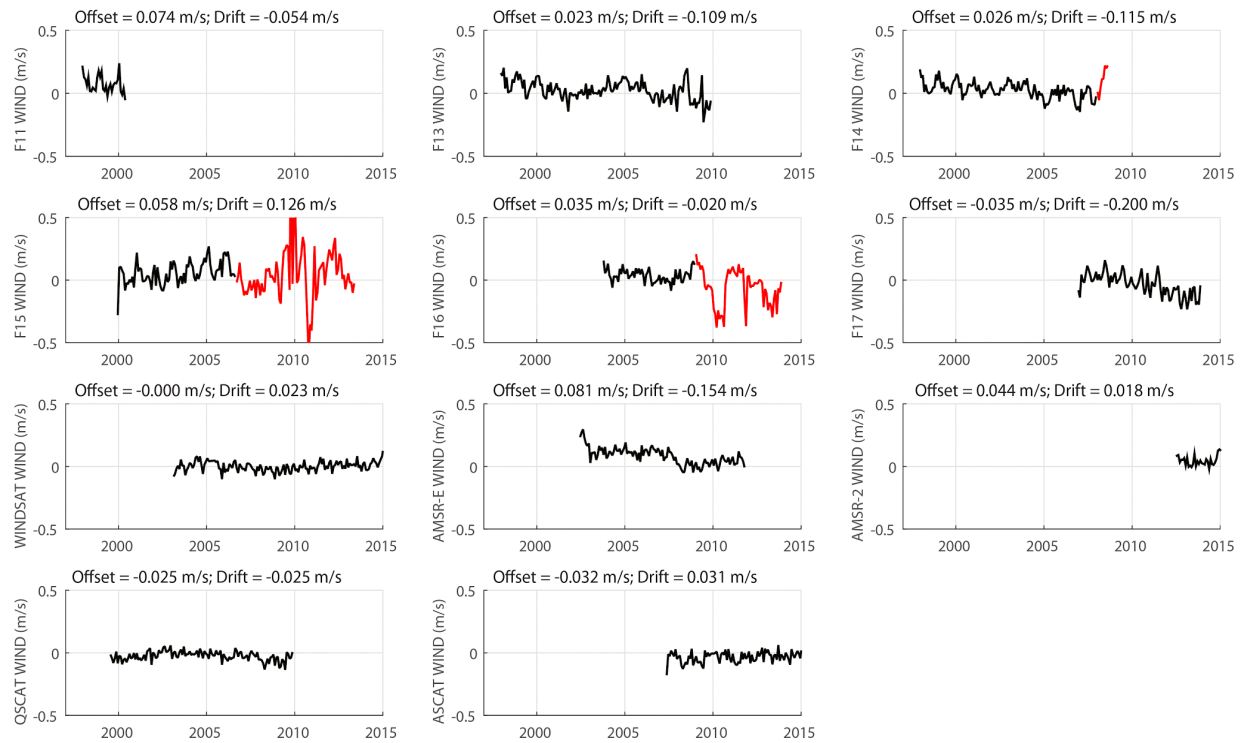 Offset = 0.074 m/s; Drift = -0.054 m/s
F11 WIND (m/s)
0.5
0
-0.5
2000 2005 2010 2015
Offset = 0.023 m/s; Drift = -0.109 m/s
F13 WIND (m/s)
0.5
0
-0.5
2000 2005 2010 2015
Offset = 0.026 m/s; Drift = -0.115 m/s
F14 WIND (m/s)
0.5
0
-0.5
2000 2005 2010 2015
Offset = 0.058 m/s; Drift = 0.126 m/s
F15 WIND (m/s)
0.5
0
-0.5
2000 2005 2010 2015
Offset = 0.035 m/s; Drift = -0.020 m/s
F16 WIND (m/s)
0.5
0
-0.5
2000 2005 2010 2015
Offset = -0.035 m/s; Drift = -0.200 m/s
F17 WIND (m/s)
0.5
0
-0.5
2000 2005 2010 2015
Offset = -0.000 m/s; Drift = 0.023 m/s
WINDSAT WIND (m/s)
0.5
0
-0.5
2000 2005 2010 2015
Offset = 0.081 m/s; Drift = -0.154 m/s
AMSR-E WIND (m/s)
0.5
0
-0.5
2000 2005 2010 2015
Offset = 0.044 m/s; Drift = 0.018 m/s
AMSR-2 WIND (m/s)
0.5
0
-0.5
2000 2005 2010 2015
Offset = -0.025 m/s; Drift = -0.025 m/s
QSCAT WIND (m/s)
0.5
0
-0.5
2000 2005 2010 2015
Offset = -0.032 m/s; Drift = 0.031 m/s
ASCAT WIND (m/s)
0.5
0
-0.5
2000 2005 2010 2015